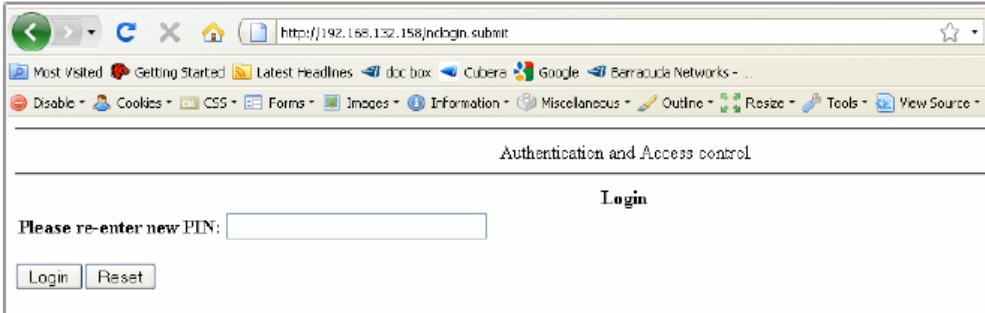 http://192.168.132.158/nclogin.submit
Most Visited Getting Started Latest Headlines doc box Cubera Google Barracuda Networks - ...
Disable Cookies CSS Forms Images Information Miscellaneous Outline Resize Tools View Source
Authentication and Access control
Login
Please re-enter new PIN:
Login Reset